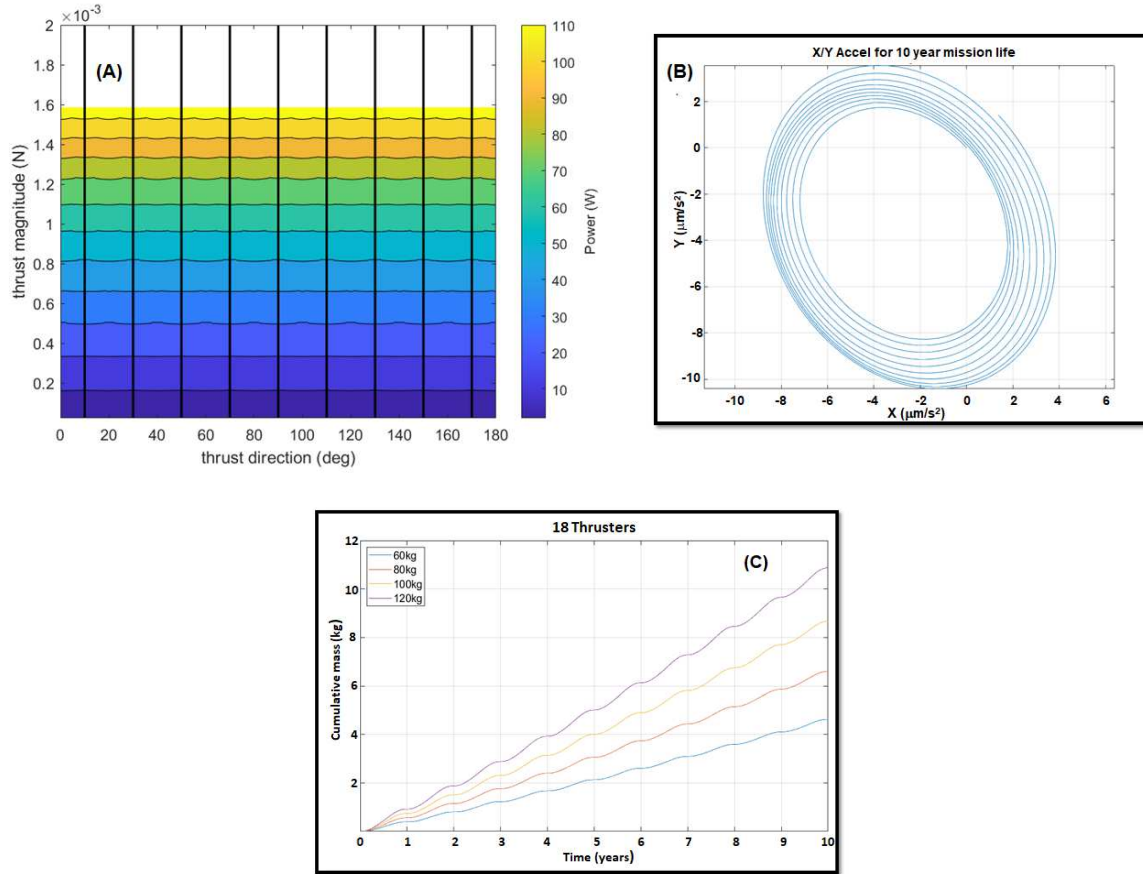 ×10⁻³
2
1.8
1.6
1.4
1.2
1
0.8
0.6
0.4
0.2
thrust magnitude (N)
(A)
0 20 40 60 80 100 120 140 160 180
thrust direction (deg)
110
100
90
80
70
60
50
40
30
20
10
Power (W)
X/Y Accel for 10 year mission life
(B)
2
0
-2
-4
-6
-8
-10
Y (μm/s²)
-10 -8 -6 -4 -2 0 2 4 6
X (μm/s²)
18 Thrusters
12
10
8
6
4
2
Cumulative mass (kg)
60kg
80kg
100kg
120kg
(C)
0 1 2 3 4 5 6 7 8 9 10
Time (years)